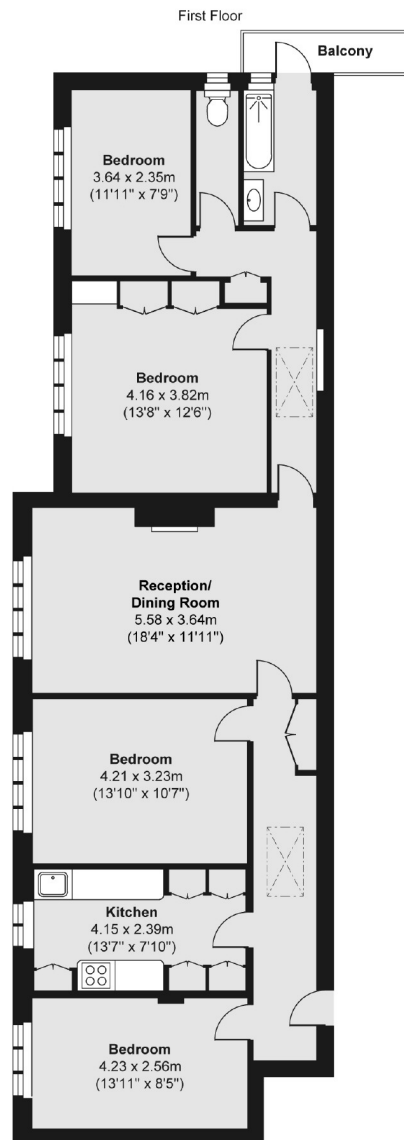 First Floor
Balcony
Bedroom
3.64 x 2.35m
(11'11" x 7'9")
Bedroom
4.16 x 3.82m
(13'8" x 12'6")
Reception/
Dining Room
5.58 x 3.64m
(18'4" x 11'11")
Bedroom
4.21 x 3.23m
(13'10" x 10'7")
Kitchen
4.15 x 2.39m
(13'7" x 7'10")
Bedroom
4.23 x 2.56m
(13'11" x 8'5")